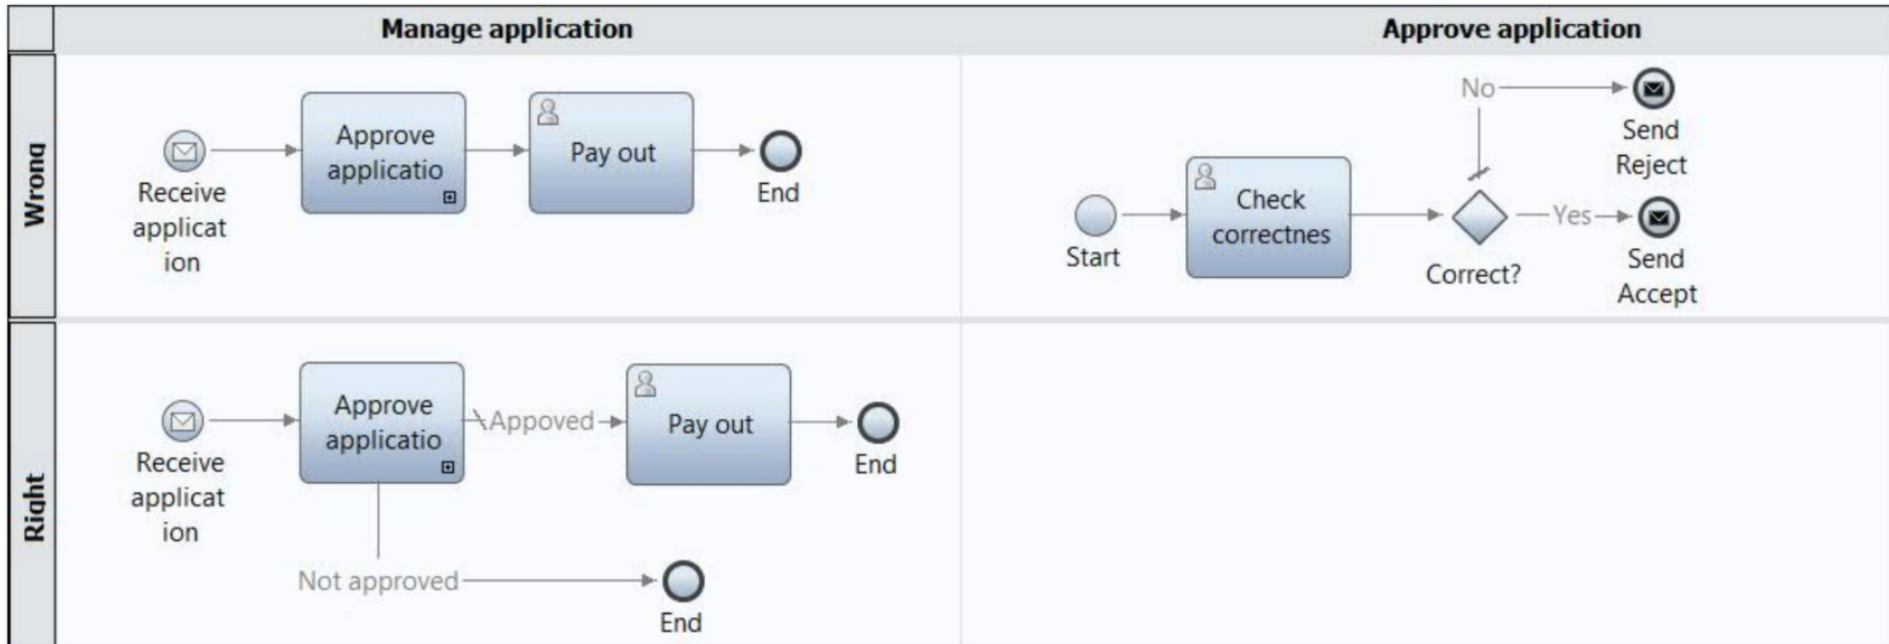 Manage application
Approve application
Wrong
Receive
applicat
ion
Approve
applicatio
Pay out
End
Start
Check
correctnes
Correct?
No
Send
Reject
Yes
Send
Accept
Right
Receive
applicat
ion
Approve
applicatio
Appoved
Pay out
End
Not approved
End